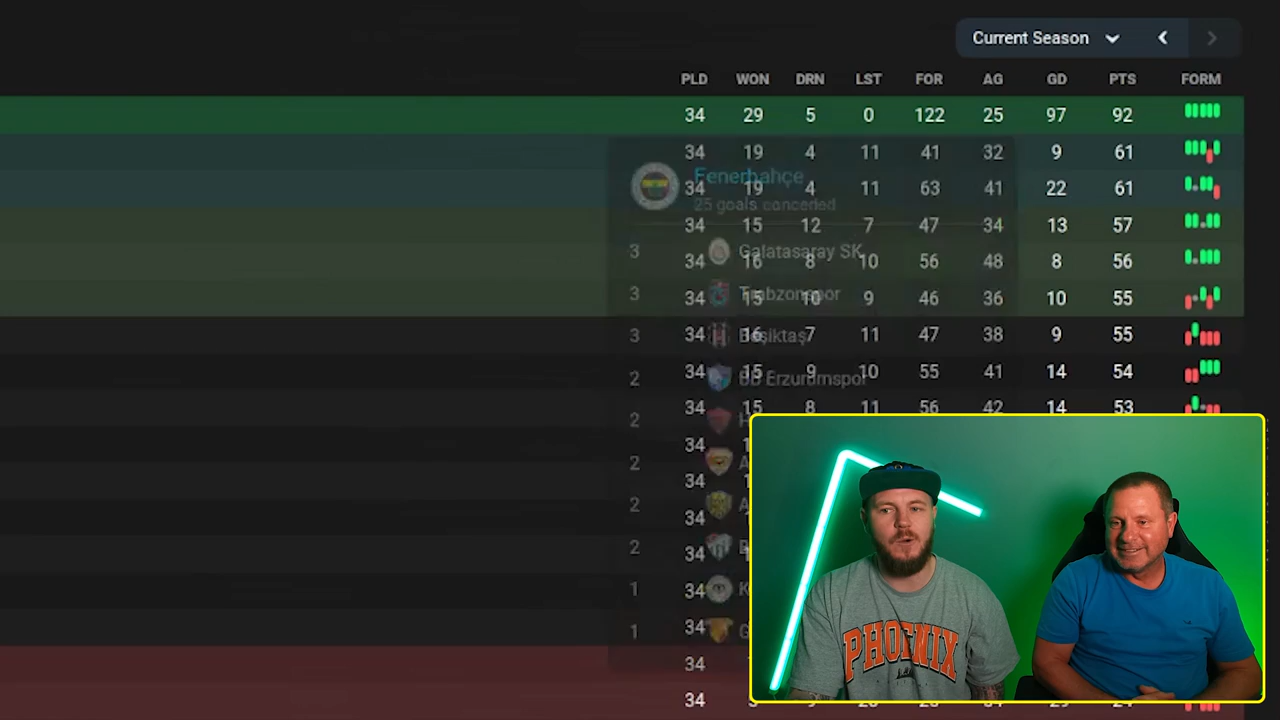 Current Season
PLD WON DRN LST FOR AG GD PTS FORM
34 29 5 0 122 25 97 92
34 19 4 11 41 32 9 61
Fenerbahçe
34 19 4 11 63 41 22 61
25 goals conceded
34 15 12 7 47 34 13 57
3 Galatasaray SK
34 16 8 10 56 48 8 56
3 Trabzonspor
34 15 10 9 46 36 10 55
3 Beşiktaş
34 16 7 11 47 38 9 55
2 BB Erzurumspor
34 15 9 10 55 41 14 54
34 15 8 11 56 42 14 53
2
34
2
34
2
34
2
34
1
34
1
34
34
34
PHOENIX